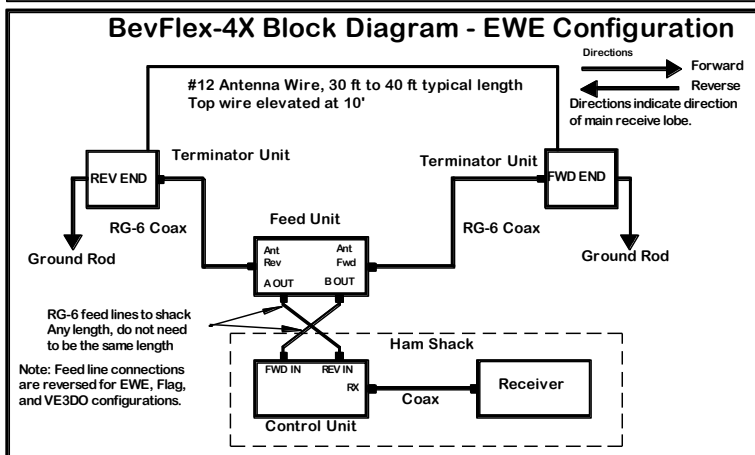 BevFlex-4X Block Diagram - EWE Configuration
Directions
Forward
Reverse
Directions indicate direction
of main receive lobe.
#12 Antenna Wire, 30 ft to 40 ft typical length
Top wire elevated at 10'
Terminator Unit
Terminator Unit
REV END
FWD END
RG-6 Coax
Feed Unit
RG-6 Coax
Ground Rod
Ground Rod
Ant
Rev
Ant
Fwd
A OUT
B OUT
RG-6 feed lines to shack
Any length, do not need
to be the same length
Ham Shack
Note: Feed line connections
are reversed for EWE, Flag,
and VE3DO configurations.
FWD IN
REV IN
RX
Receiver
Coax
Control Unit